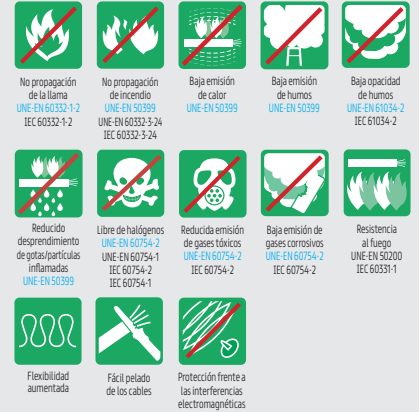 No propagación
de la llama
UNE-EN 60332-1-2
IEC 60332-1-2
No propagación
de incendio
UNE-EN 50399
UNE-EN 60332-3-24
IEC 60332-3-24
Baja emisión
de calor
UNE-EN 50399
Baja emisión
de humos
UNE-EN 50399
Baja opacidad
de humos
UNE-EN 61034-2
IEC 61034-2
Reducido
desprendimiento
de gotas/partículas
inflamadas
UNE-EN 50399
Libre de halógenos
UNE-EN 60754-2
UNE-EN 60754-1
IEC 60754-2
IEC 60754-1
Reducida emisión
de gases tóxicos
UNE-EN 60754-2
IEC 60754-2
Baja emisión de
gases corrosivos
UNE-EN 60754-2
IEC 60754-2
Resistencia
al fuego
UNE-EN 50200
IEC 60331-1
Flexibilidad
aumentada
Fácil pelado
de los cables
Protección frente a
las interferencias
electromagnéticas